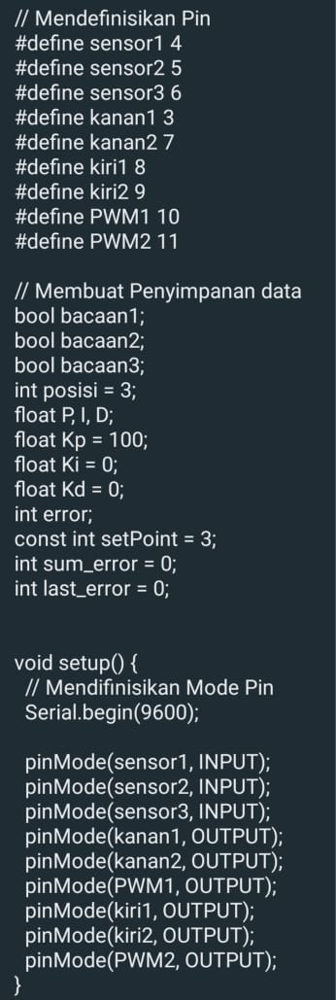 // Mendefinisikan Pin
#define sensor1 4
#define sensor2 5
#define sensor3 6
#define kanan1 3
#define kanan2 7
#define kiri1 8
#define kiri2 9
#define PWM1 10
#define PWM2 11

// Membuat Penyimpanan data
bool bacaan1;
bool bacaan2;
bool bacaan3;
int posisi = 3;
float P, I, D;
float Kp = 100;
float Ki = 0;
float Kd = 0;
int error;
const int setPoint = 3;
int sum_error = 0;
int last_error = 0;

void setup() {
  // Mendifinisikan Mode Pin
  Serial.begin(9600);

  pinMode(sensor1, INPUT);
  pinMode(sensor2, INPUT);
  pinMode(sensor3, INPUT);
  pinMode(kanan1, OUTPUT);
  pinMode(kanan2, OUTPUT);
  pinMode(PWM1, OUTPUT);
  pinMode(kiri1, OUTPUT);
  pinMode(kiri2, OUTPUT);
  pinMode(PWM2, OUTPUT);
}